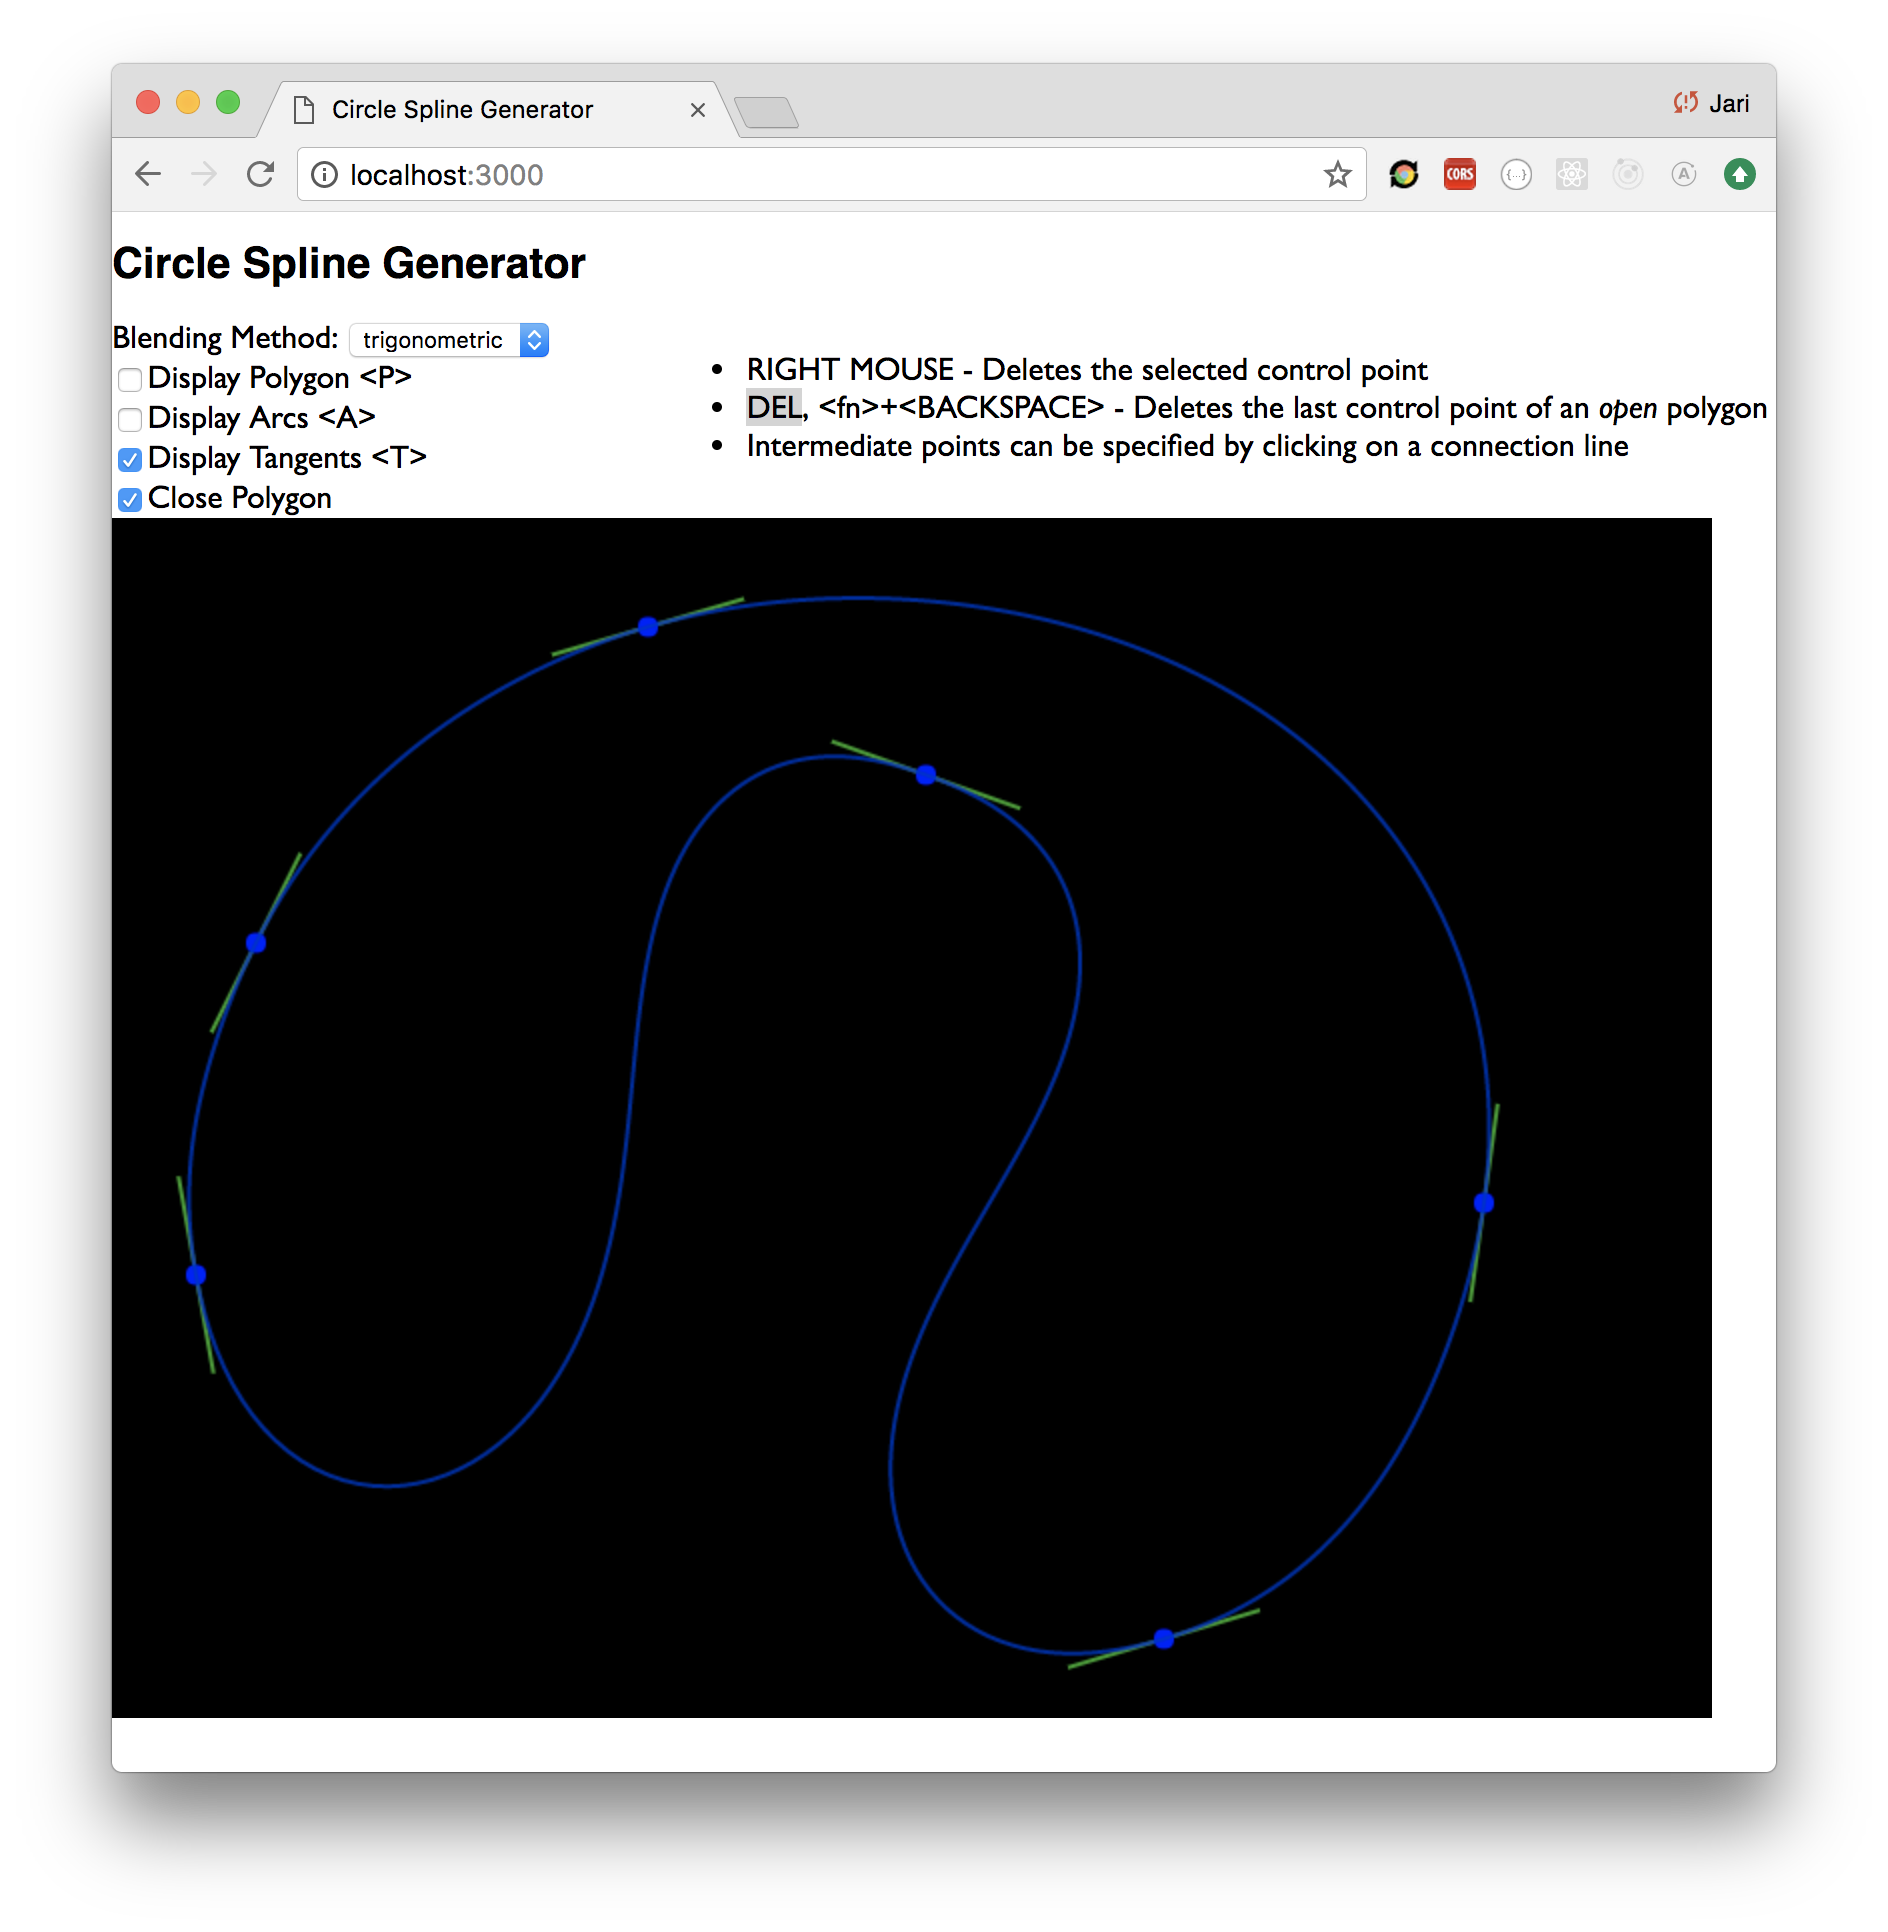 Circle Spline Generator
Jari
localhost:3000
CORS
{...}
A
Circle Spline Generator
Blending Method: trigonometric
Display Polygon <P>
Display Arcs <A>
Display Tangents <T>
Close Polygon
• RIGHT MOUSE - Deletes the selected control point
• DEL, <fn>+<BACKSPACE> - Deletes the last control point of an open polygon
• Intermediate points can be specified by clicking on a connection line